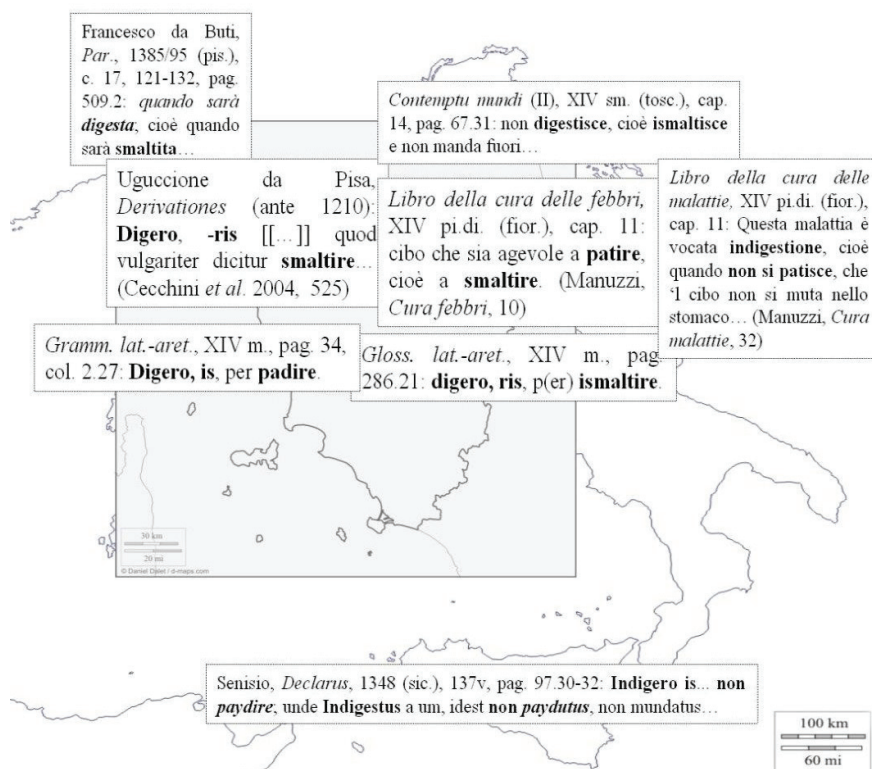 Francesco da Buti,
Par., 1385/95 (pis.),
c. 17, 121-132, pag.
509.2: quando sarà
digesta; cioè quando
sarà smaltita…
Contemptu mundi (II), XIV sm. (tosc.), cap.
14, pag. 67.31: non digestisce, cioè ismaltisce
e non manda fuori…
Uguccione da Pisa,
Derivationes (ante 1210):
Digero, -ris [[…]] quod
vulgariter dicitur smaltire…
(Cecchini et al. 2004, 525)
Libro della cura delle febbri,
XIV pi.di. (fior.), cap. 11:
cibo che sia agevole a patire,
cioè a smaltire. (Manuzzi,
Cura febbri, 10)
Libro della cura delle
malattie, XIV pi.di. (fior.),
cap. 11: Questa malattia è
vocata indigestione, cioè
quando non si patisce, che
‘l cibo non si muta nello
stomaco… (Manuzzi, Cura
malattie, 32)
Gramm. lat.-aret., XIV m., pag. 34,
col. 2.27: Digero, is, per padire.
Gloss. lat.-aret., XIV m., pag.
286.21: digero, ris, p(er) ismaltire.
30 km
20 mi
© Daniel Dalet / d-maps.com
Senisio, Declarus, 1348 (sic.), 137v, pag. 97.30-32: Indigero is... non
paydire; unde Indigestus a um, idest non paydutus, non mundatus…
100 km
60 mi